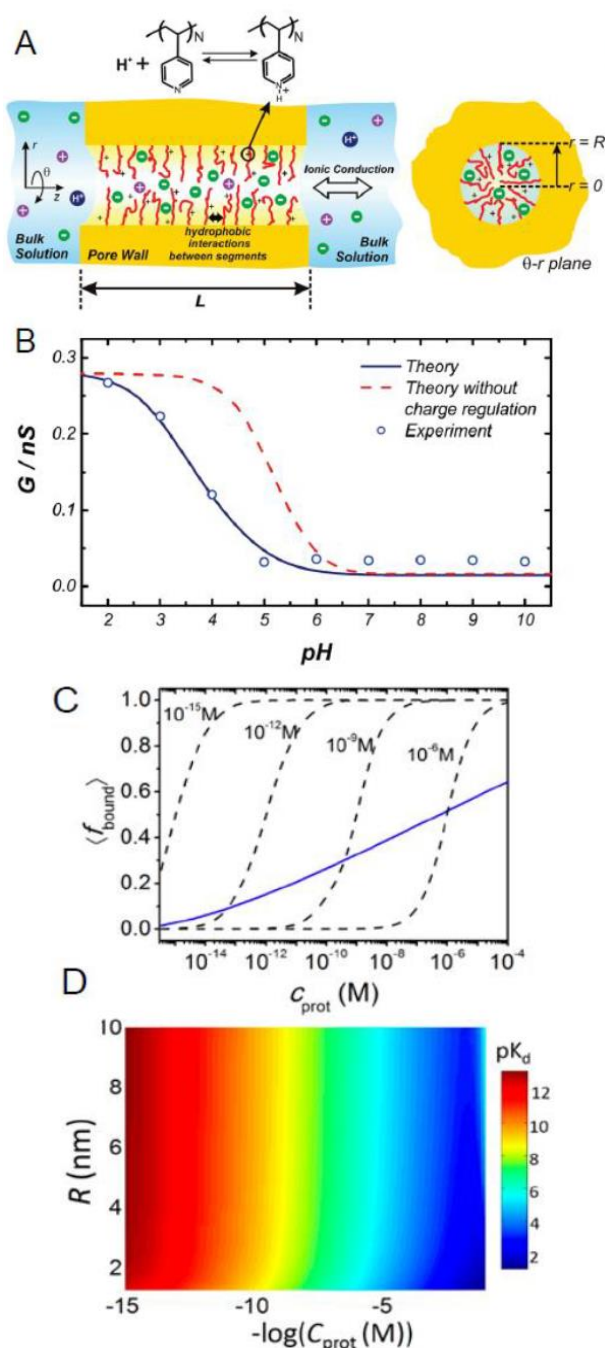 A
H⁺ +
N
N
N
N
+
H
r
θ
z
H⁺
H⁺
Ionic Conduction
r = R
r = 0
hydrophobic
interactions
between segments
Bulk
Solution
Pore Wall
Bulk
Solution
L
θ-r plane
B
G / nS
0.3
0.2
0.1
0.0
Theory
Theory without
charge regulation
Experiment
2 3 4 5 6 7 8 9 10
pH
C
⟨f_bound⟩
1.0
0.8
0.6
0.4
0.2
0.0
10⁻¹⁵M
10⁻¹²M
10⁻⁹M
10⁻⁶M
10⁻¹⁴ 10⁻¹² 10⁻¹⁰ 10⁻⁸ 10⁻⁶ 10⁻⁴
c_prot (M)
D
R (nm)
10
8
6
4
2
-15 -10 -5
-log(C_prot (M))
pK_d
12
10
8
6
4
2